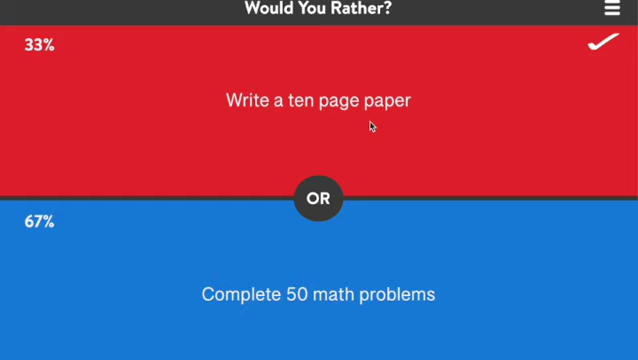 Would You Rather?
33%
Write a ten page paper
OR
67%
Complete 50 math problems